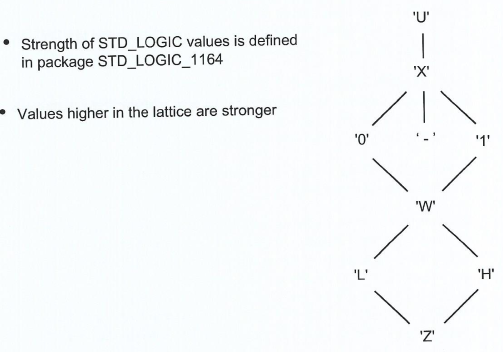 'U'
• Strength of STD_LOGIC values is defined
in package STD_LOGIC_1164
'X'
• Values higher in the lattice are stronger
'0' '-' '1'
'W'
'L' 'H'
'Z'